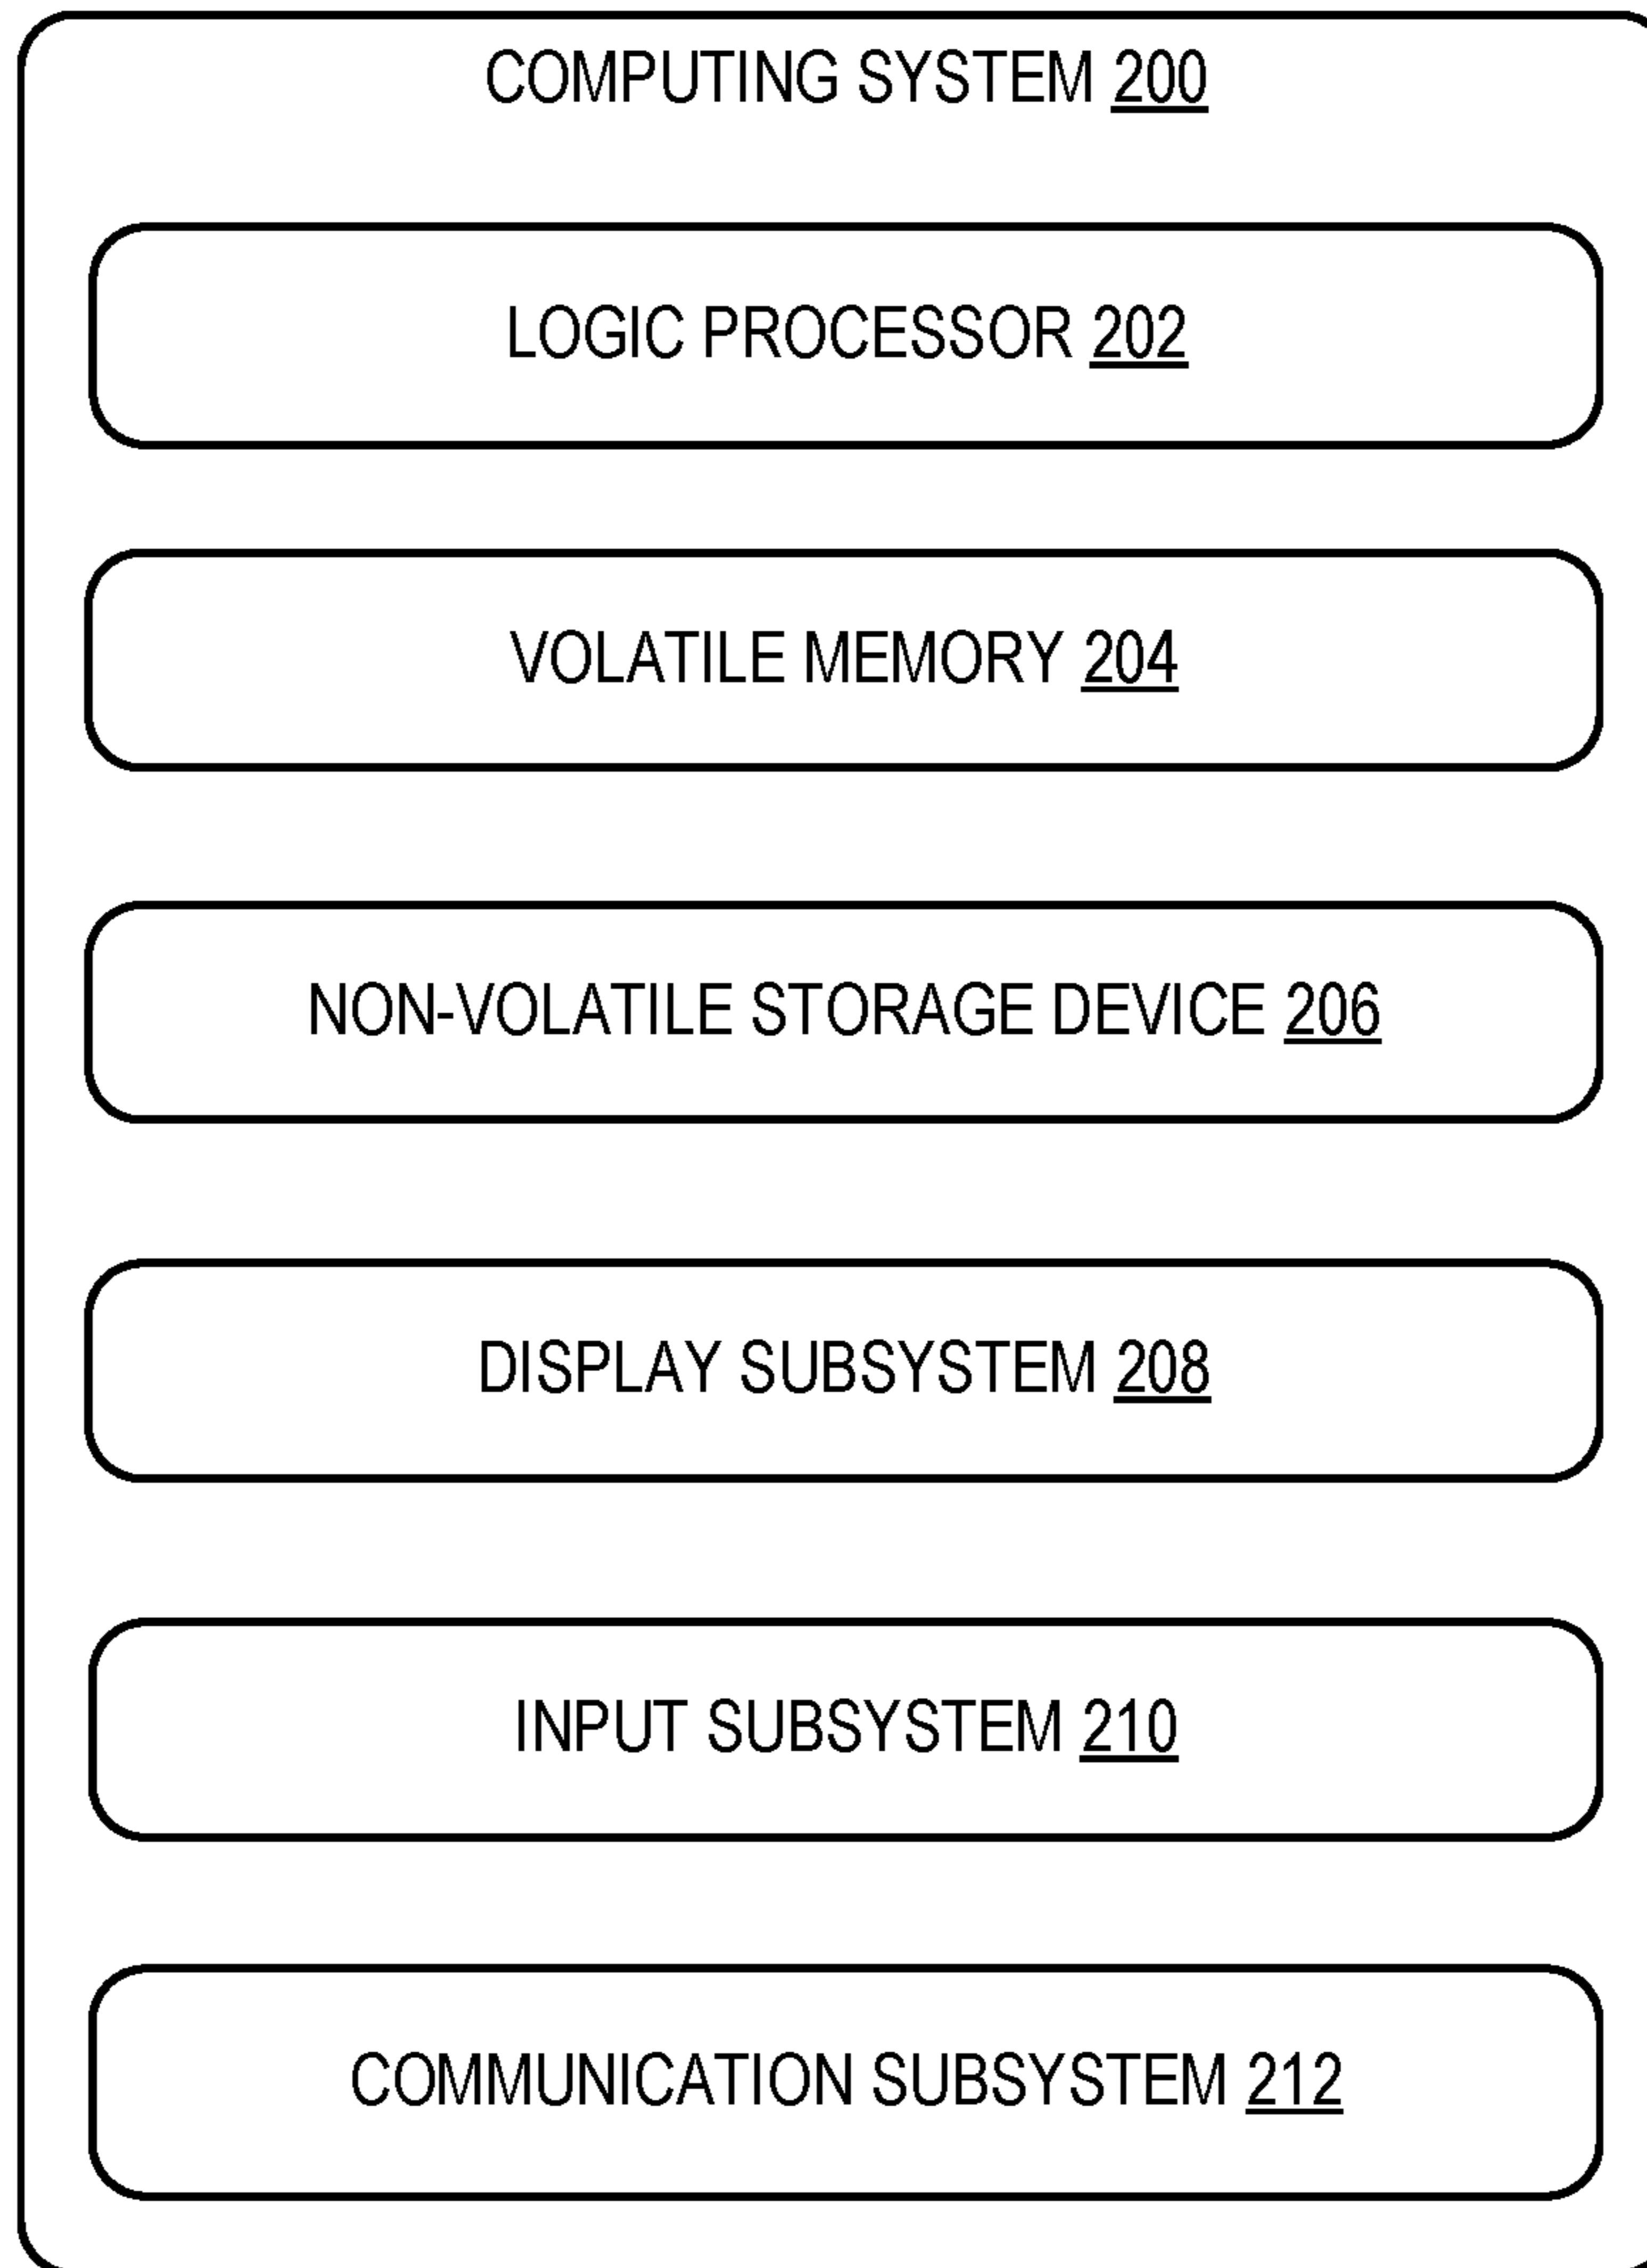 COMPUTING SYSTEM 200
LOGIC PROCESSOR 202
VOLATILE MEMORY 204
NON-VOLATILE STORAGE DEVICE 206
DISPLAY SUBSYSTEM 208
INPUT SUBSYSTEM 210
COMMUNICATION SUBSYSTEM 212